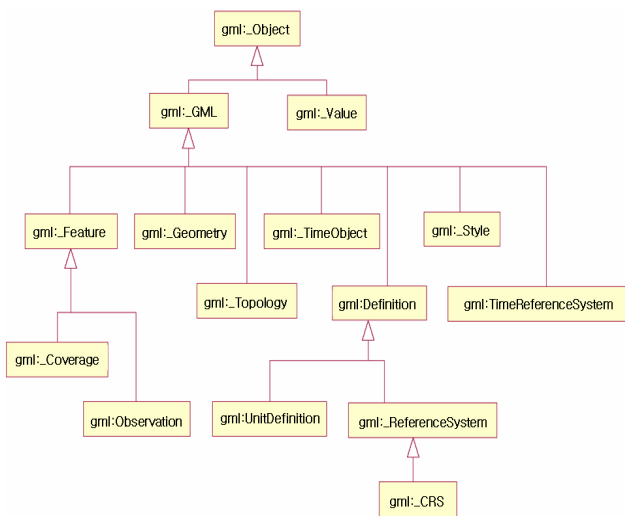 gml:_Object
gml:_GML
gml:_Value
gml:_Feature
gml:_Geometry
gml:_TimeObject
gml:_Style
gml:_Topology
gml:Definition
gml:TimeReferenceSystem
gml:_Coverage
gml:Observation
gml:UnitDefinition
gml:_ReferenceSystem
gml:_CRS